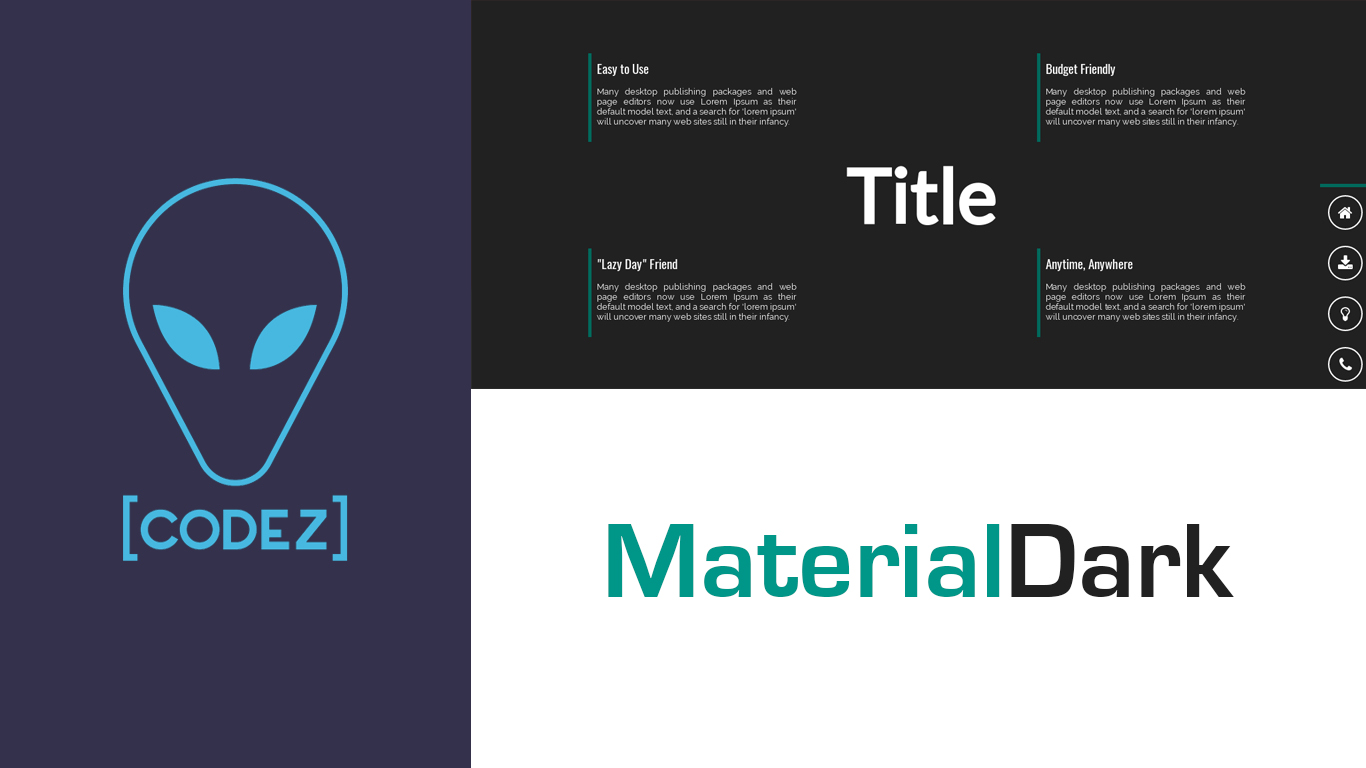 [CODEZ]
Easy to Use
Many desktop publishing packages and web
page editors now use Lorem Ipsum as their
default model text, and a search for 'lorem ipsum'
will uncover many web sites still in their infancy.
Budget Friendly
Many desktop publishing packages and web
page editors now use Lorem Ipsum as their
default model text, and a search for 'lorem ipsum'
will uncover many web sites still in their infancy.
Title
"Lazy Day" Friend
Many desktop publishing packages and web
page editors now use Lorem Ipsum as their
default model text, and a search for 'lorem ipsum'
will uncover many web sites still in their infancy.
Anytime, Anywhere
Many desktop publishing packages and web
page editors now use Lorem Ipsum as their
default model text, and a search for 'lorem ipsum'
will uncover many web sites still in their infancy.
MaterialDark